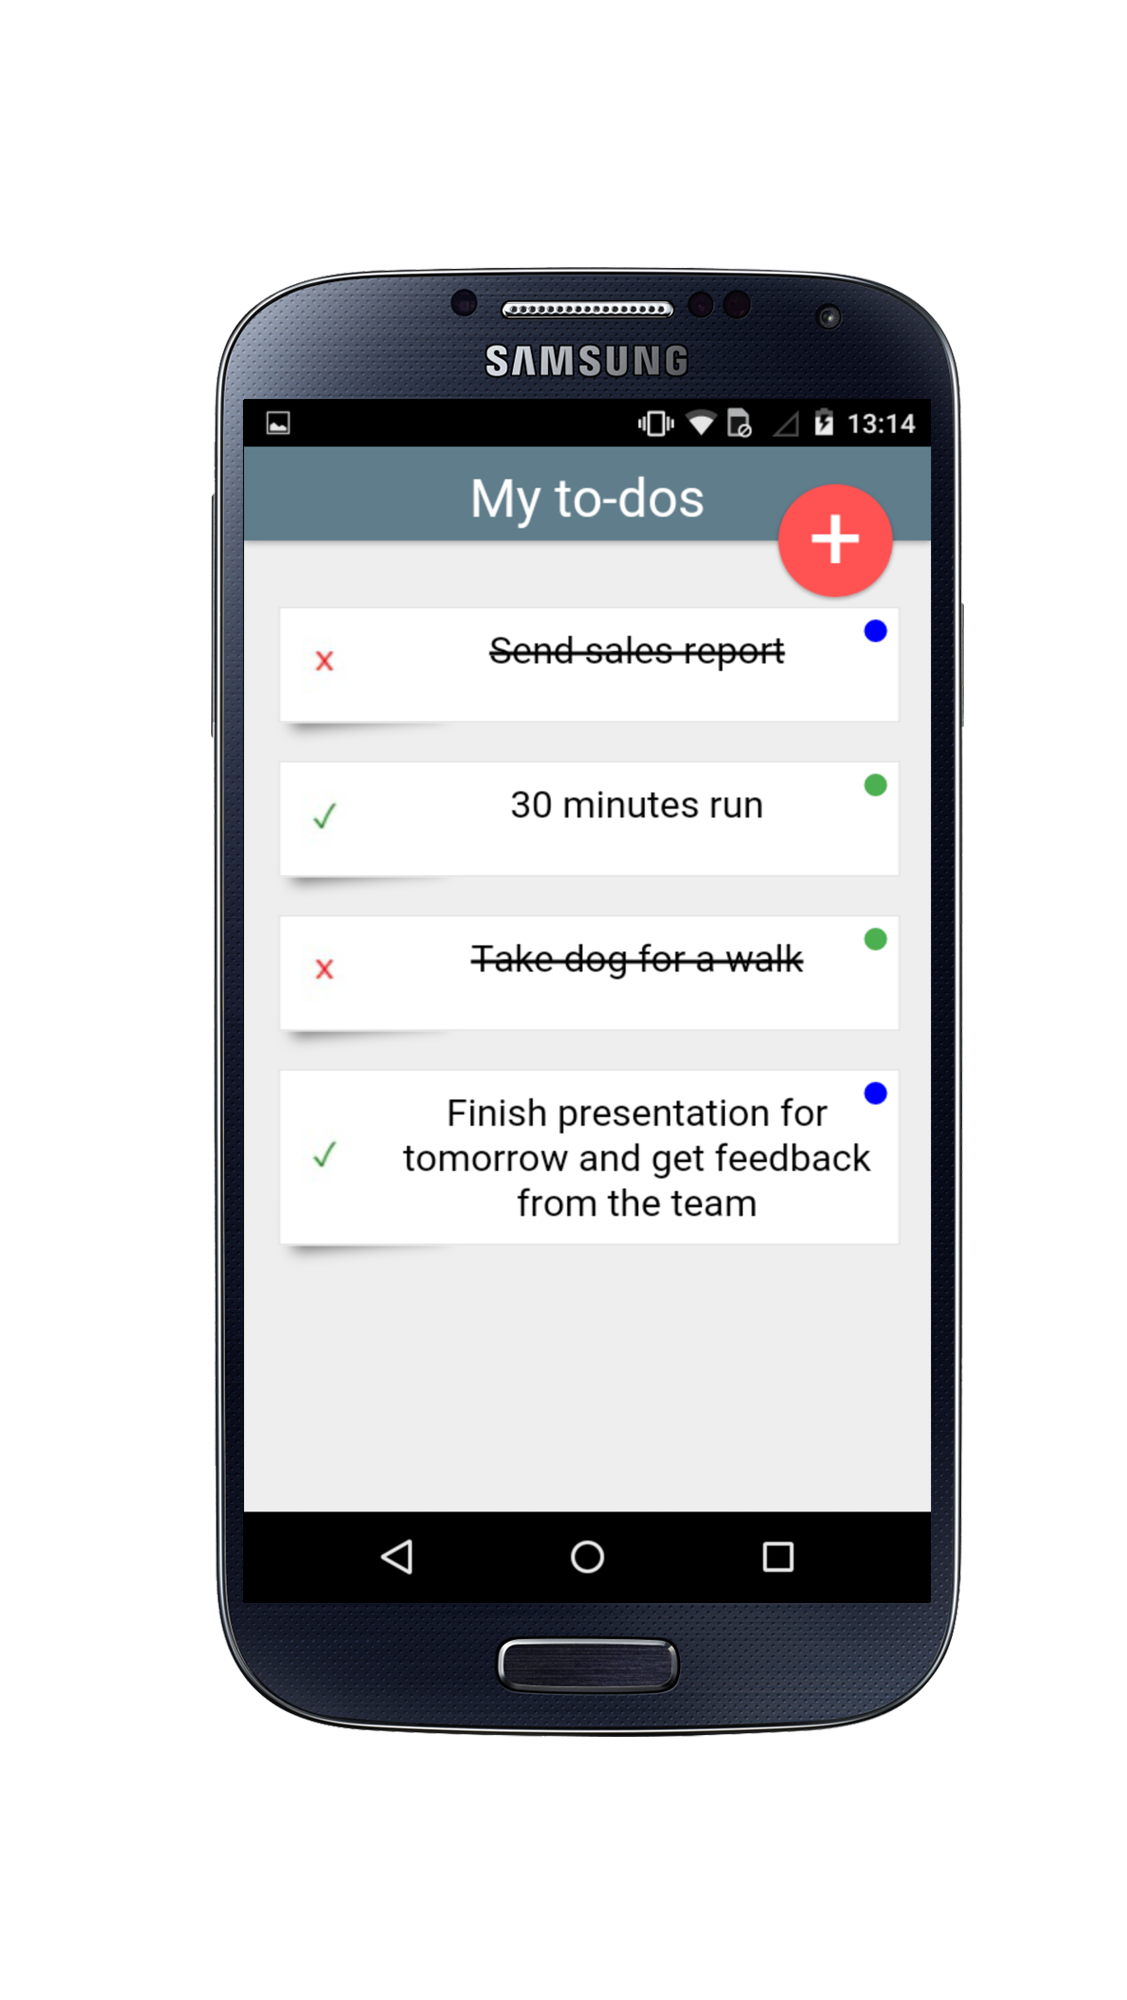 SAMSUNG
13:14
My to-dos
+
x
Send sales report
✓
30 minutes run
x
Take dog for a walk
✓
Finish presentation for
tomorrow and get feedback
from the team